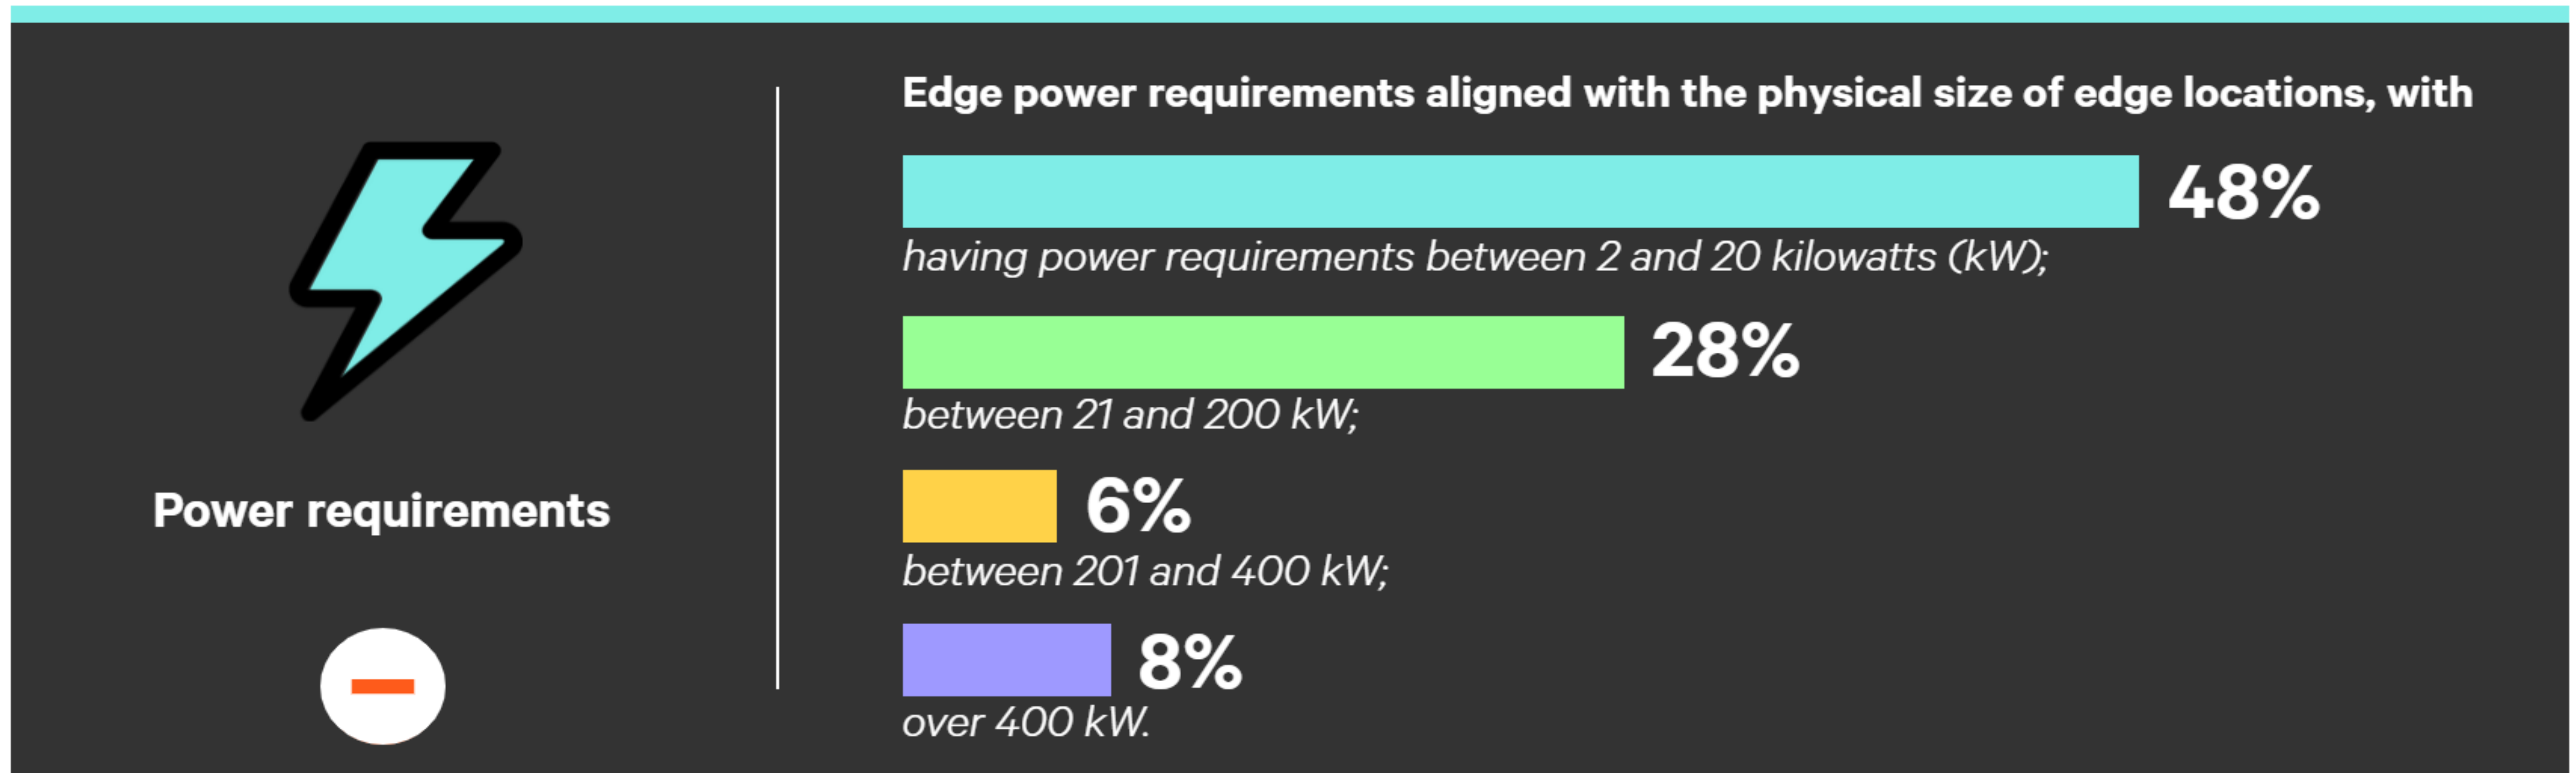 Edge power requirements aligned with the physical size of edge locations, with
48%
having power requirements between 2 and 20 kilowatts (kW);
28%
between 21 and 200 kW;
6%
between 201 and 400 kW;
8%
over 400 kW.
Power requirements